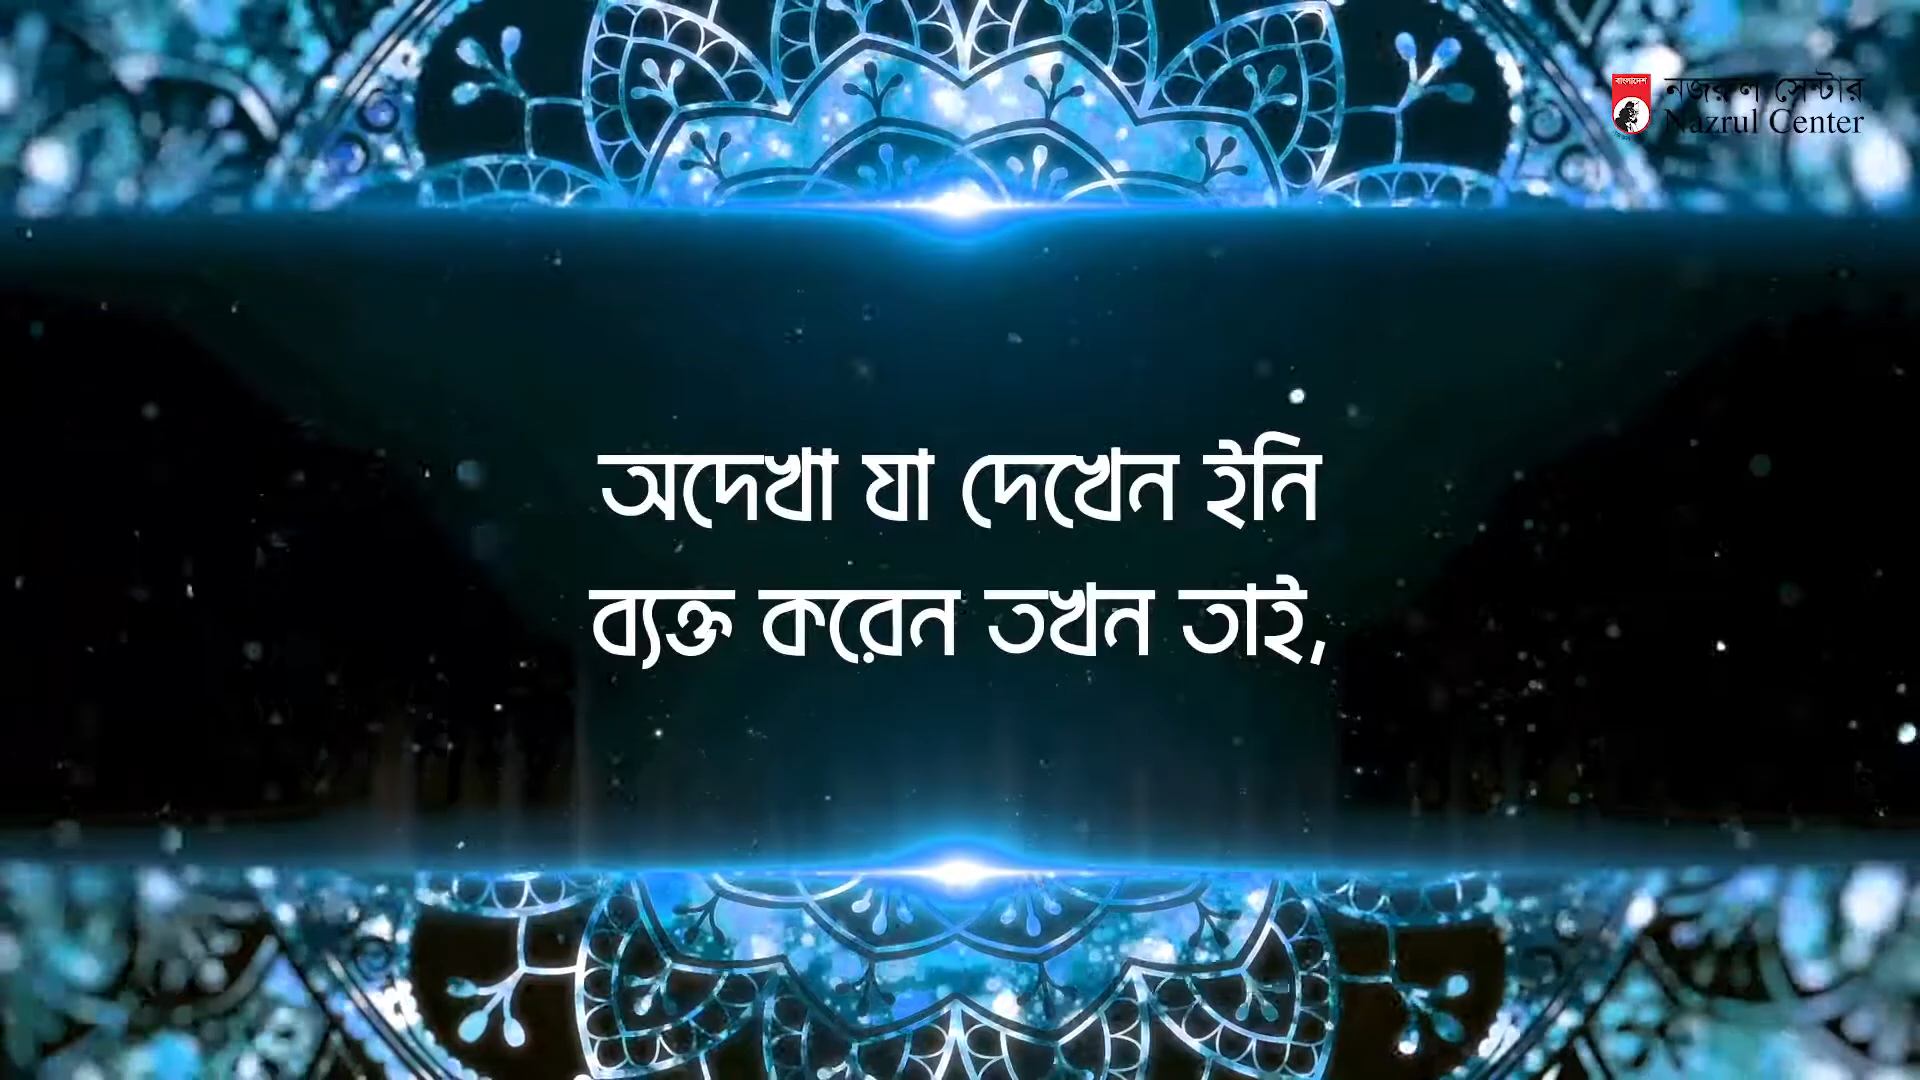 বাংলাদেশ
নজরুল সেন্টার
Nazrul Center
অদেখা যা দেখেন ইনি
ব্যক্ত করেন তখন তাই,